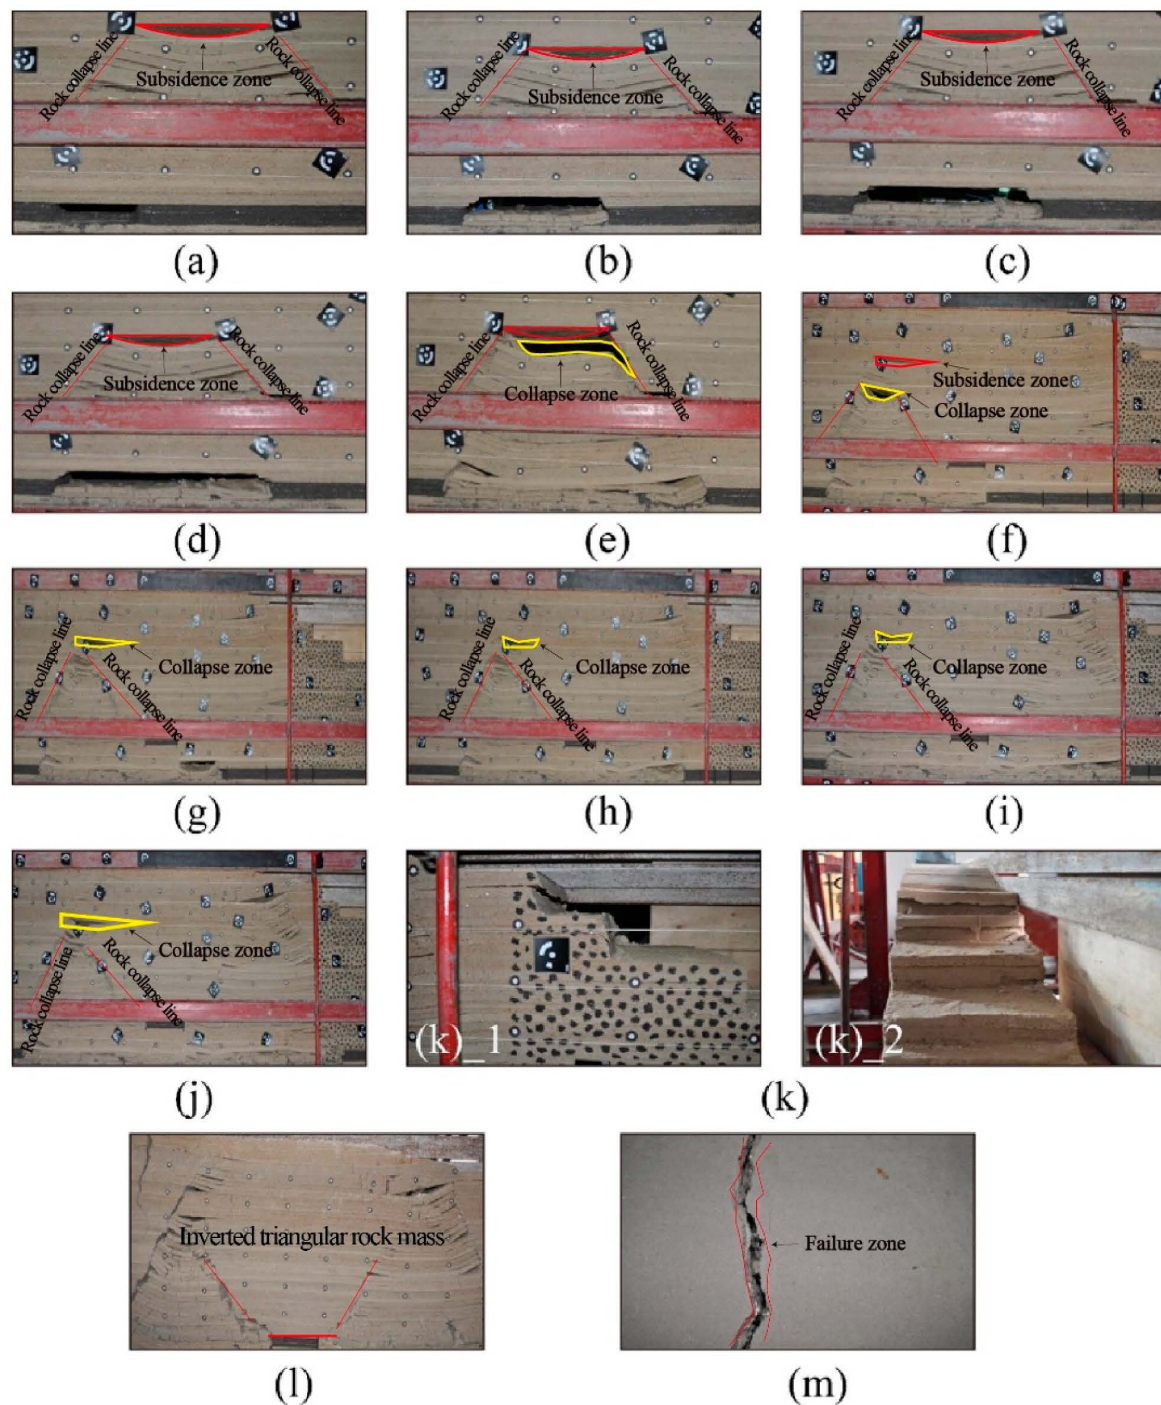 Rock collapse line
Subsidence zone
Rock collapse line
(a)
Rock collapse line
Subsidence zone
Rock collapse line
(b)
Rock collapse line
Subsidence zone
Rock collapse line
(c)
Rock collapse line
Subsidence zone
Rock collapse line
(d)
Rock collapse line
Collapse zone
Rock collapse line
(e)
Subsidence zone
Collapse zone
(f)
Rock collapse line
Collapse zone
Rock collapse line
(g)
Rock collapse line
Collapse zone
Rock collapse line
(h)
Rock collapse line
Collapse zone
Rock collapse line
(i)
Rock collapse line
Collapse zone
Rock collapse line
(j)
(k)_1
(k)_2
(k)
Inverted triangular rock mass
(l)
Failure zone
(m)